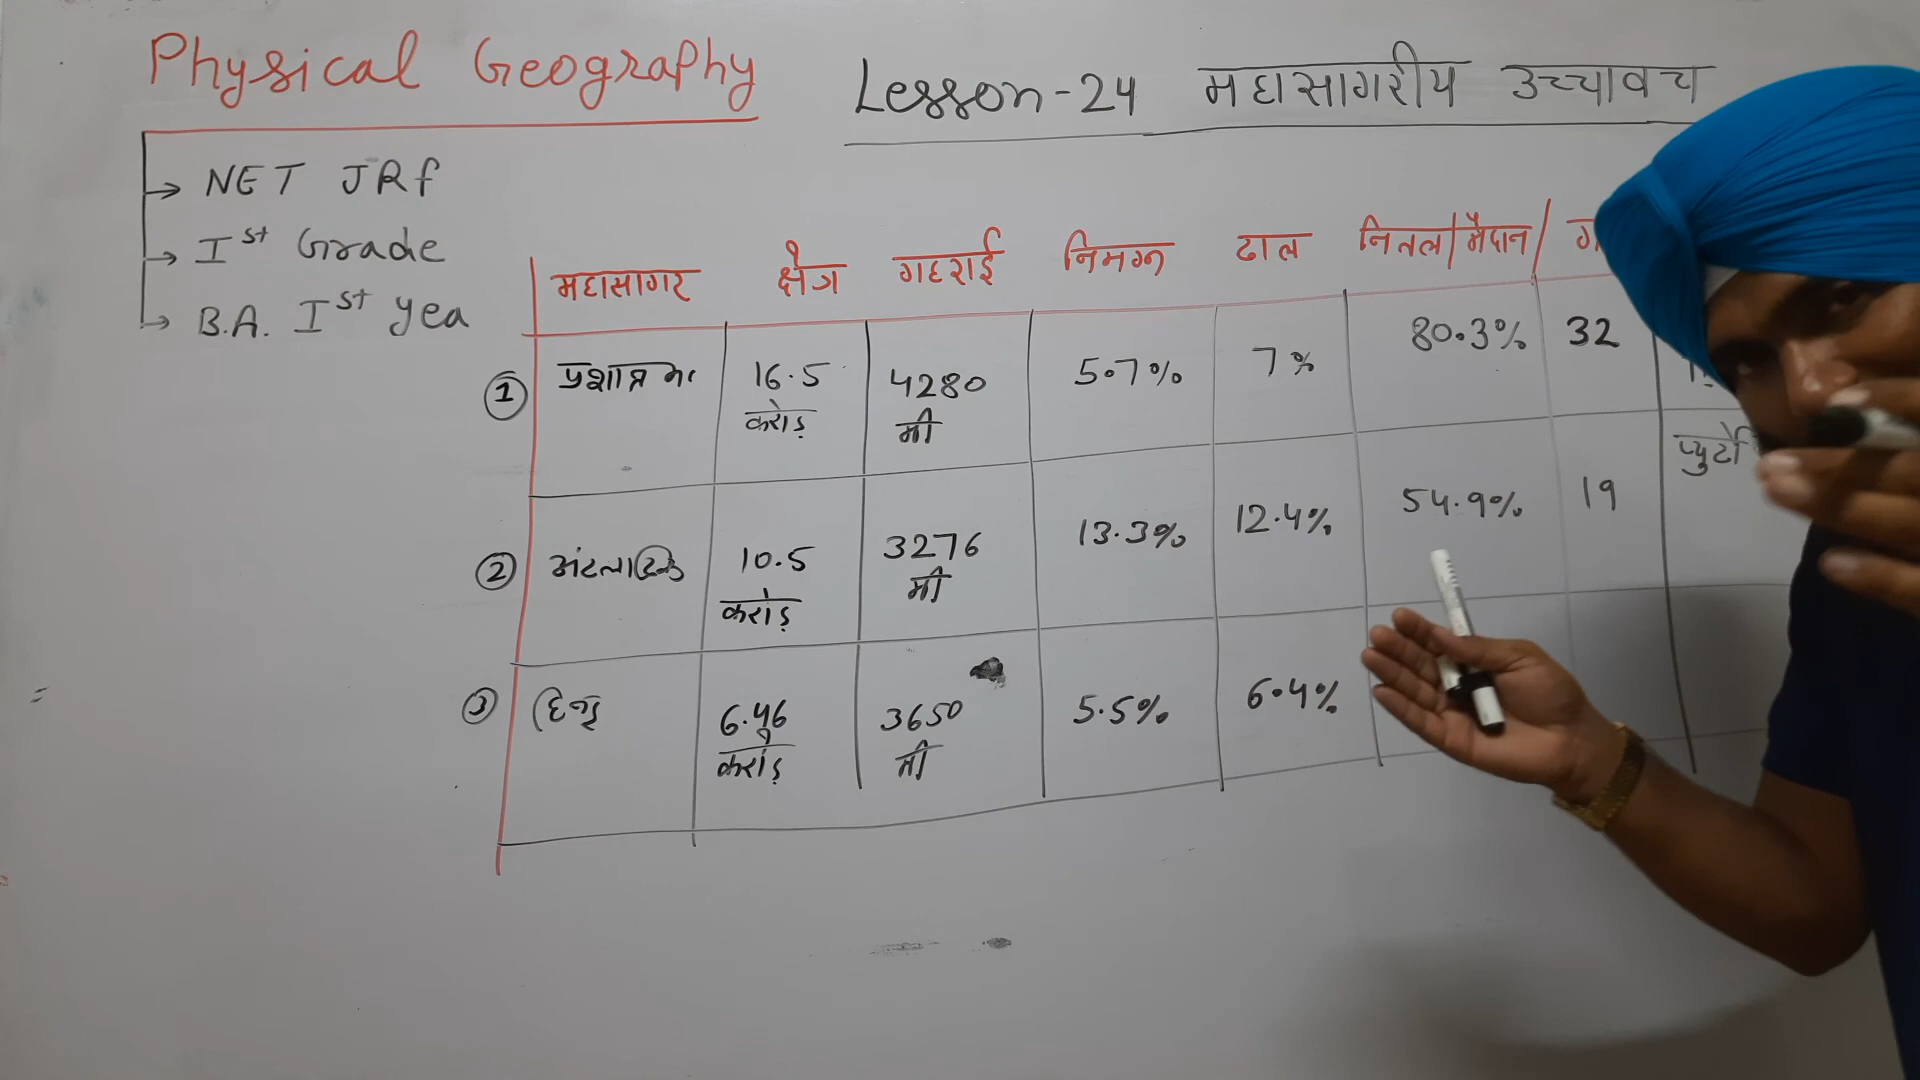 Physical Geography
Lesson-24 महासागरीय उच्चावच
→ NET JRf
→ Ist Grade
→ B.A. Ist yea
महासागर क्षेत्र गहराई निमग्न ढाल नितल/मैदान/ ग
① प्रशान्त म. 16.5 करोड़ 4280 मी 5.7% 7% 80.3% 32
② अंटलांटिक 10.5 करोड़ 3276 मी 13.3% 12.4% 54.9% 19 प्युर्टो
③ हिन्द 6.46 करोड़ 3650 मी 5.5% 6.4%